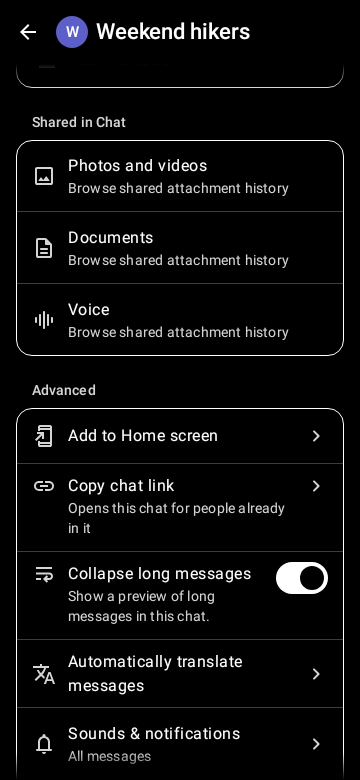 W Weekend hikers
Shared in Chat
Photos and videos
Browse shared attachment history
Documents
Browse shared attachment history
Voice
Browse shared attachment history
Advanced
Add to Home screen
Copy chat link
Opens this chat for people already
in it
Collapse long messages
Show a preview of long
messages in this chat.
Automatically translate
messages
Sounds & notifications
All messages